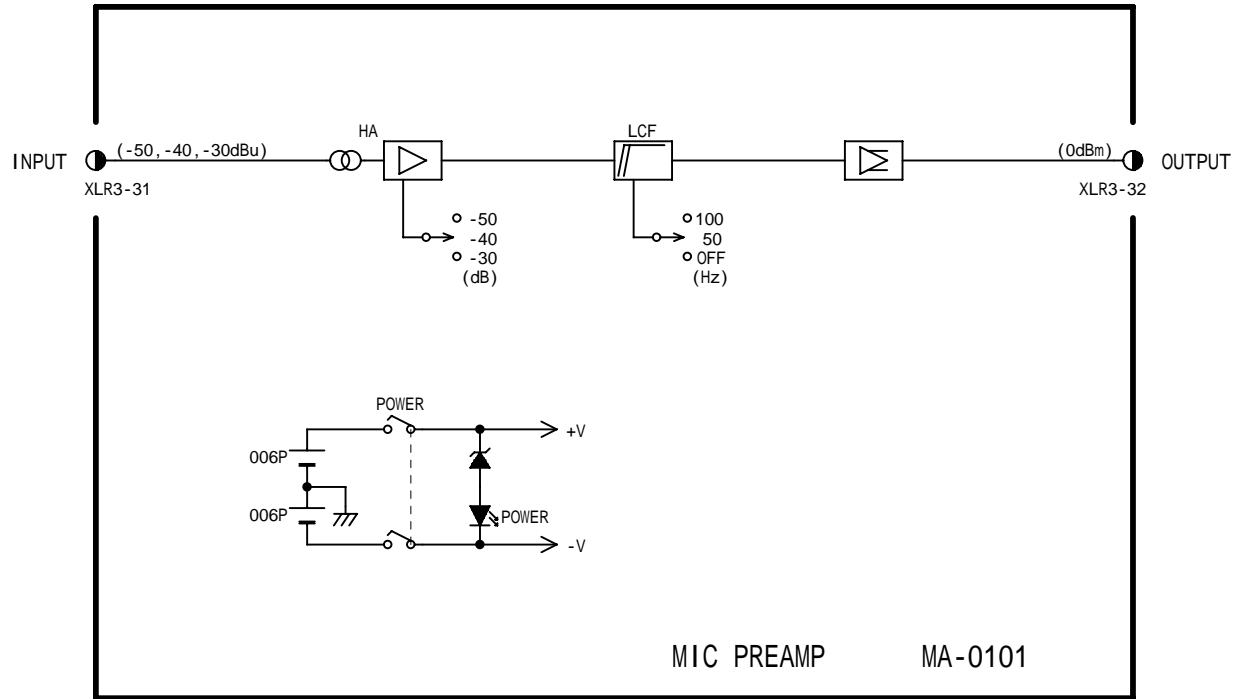 HA
LCF
INPUT
(-50,-40,-30dBu)
(0dBm)
OUTPUT
XLR3-31
XLR3-32
-50
-40
-30
(dB)
100
50
OFF
(Hz)
POWER
+V
006P
006P
POWER
-V
MIC PREAMP MA-0101